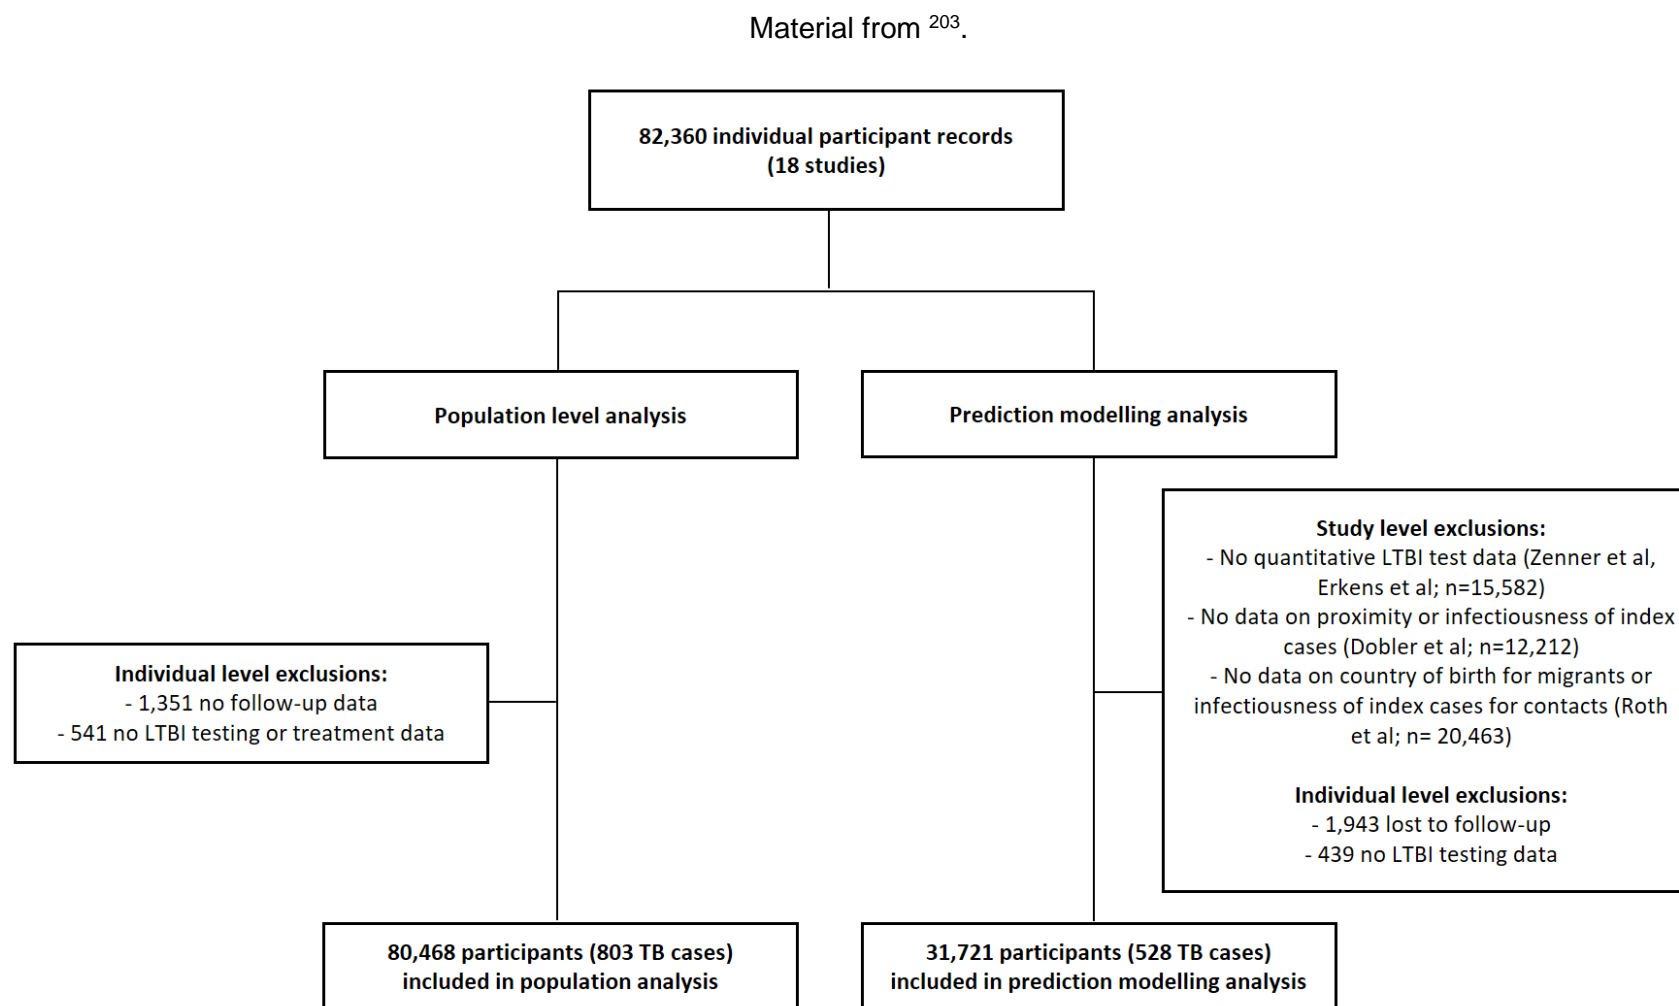 Material from 203.
82,360 individual participant records
(18 studies)
Population level analysis
Prediction modelling analysis
Study level exclusions:
- No quantitative LTBI test data (Zenner et al,
Erkens et al; n=15,582)
- No data on proximity or infectiousness of index
cases (Dobler et al; n=12,212)
- No data on country of birth for migrants or
infectiousness of index cases for contacts (Roth
et al; n= 20,463)
Individual level exclusions:
- 1,943 lost to follow-up
- 439 no LTBI testing data
Individual level exclusions:
- 1,351 no follow-up data
- 541 no LTBI testing or treatment data
80,468 participants (803 TB cases)
included in population analysis
31,721 participants (528 TB cases)
included in prediction modelling analysis